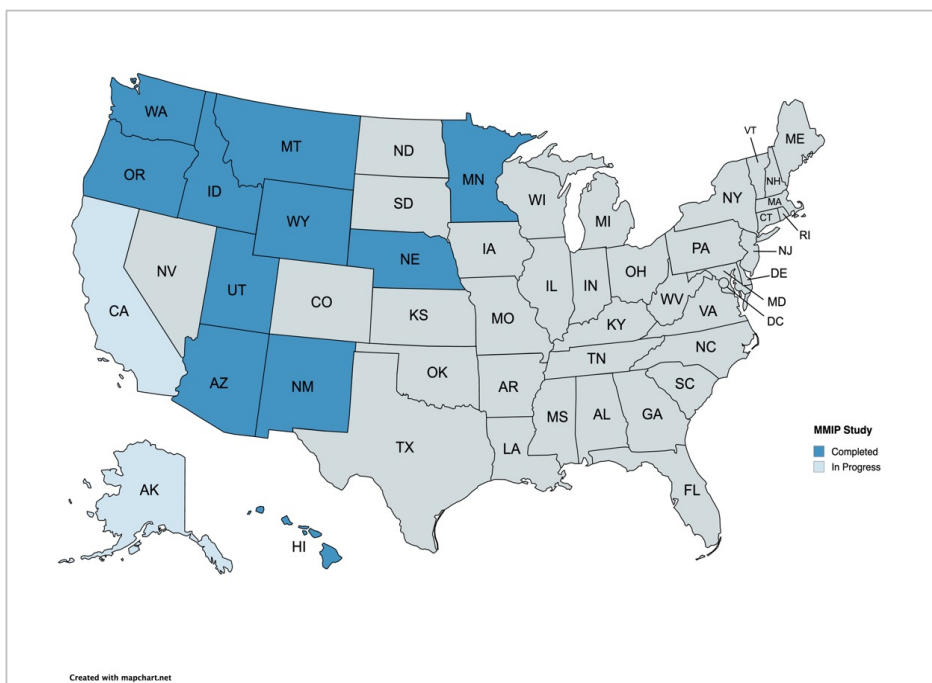 WA
MT
ND
MN
ME
VT
OR
ID
SD
WI
NH
NY
MA
WY
MI
CT
RI
IA
PA
NJ
NE
NV
OH
DE
UT
IL
IN
WV
MD
CA
CO
KS
MO
VA
DC
KY
NC
TN
AZ
NM
OK
AR
SC
MS
AL
GA
TX
LA
MMIP Study
Completed
In Progress
AK
FL
HI
Created with mapchart.net